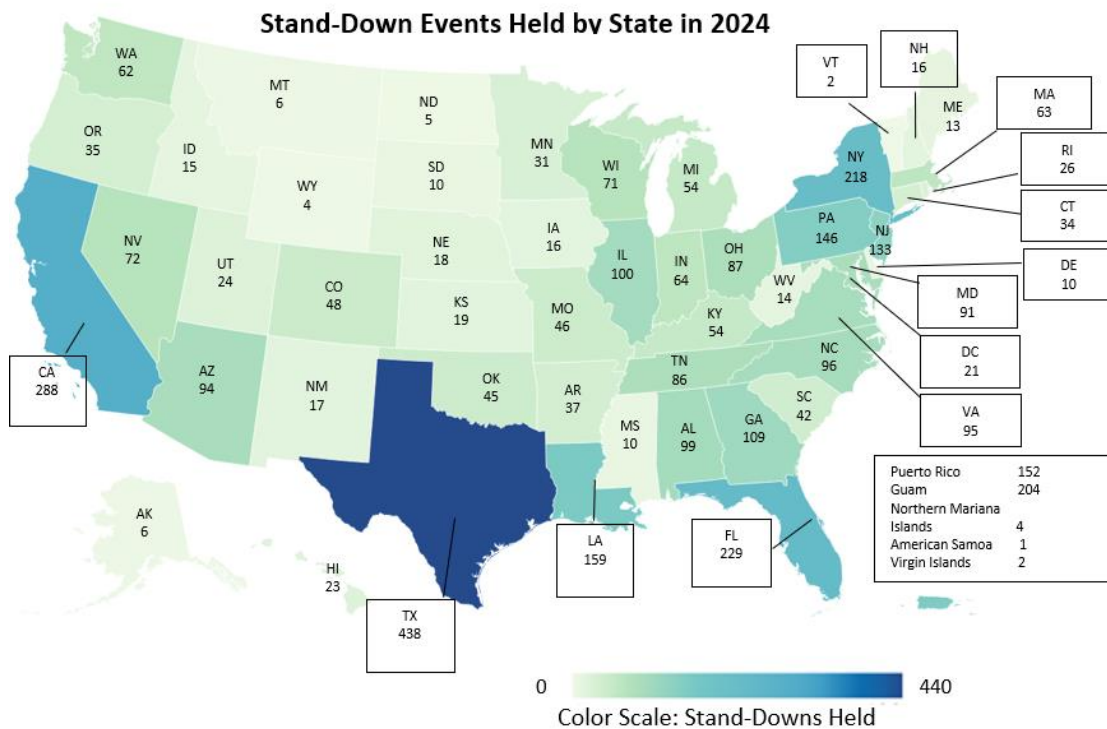 Stand-Down Events Held by State in 2024
WA
62
MT
6
ND
5
MN
31
VT
2
NH
16
ME
13
MA
63
OR
35
ID
15
SD
10
WI
71
MI
54
NY
218
RI
26
WY
4
CT
34
NV
72
UT
24
CO
48
NE
18
IA
16
IL
100
IN
64
OH
87
PA
146
NJ
133
DE
10
WV
14
MD
91
KS
19
MO
46
KY
54
DC
21
CA
288
AZ
94
NM
17
OK
45
AR
37
TN
86
NC
96
SC
42
VA
95
MS
10
AL
99
GA
109
Puerto Rico 152
Guam 204
Northern Mariana
Islands 4
American Samoa 1
Virgin Islands 2
AK
6
HI
23
TX
438
LA
159
FL
229
0 440
Color Scale: Stand-Downs Held